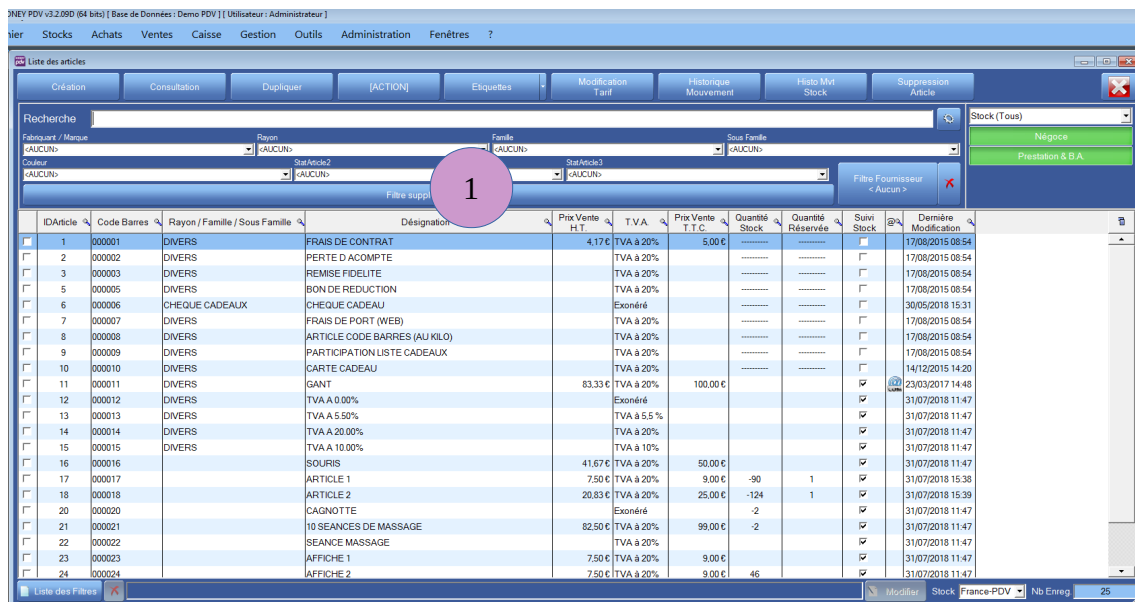 ONEY PDV v3.2.09D (64 bits) [ Base de Données : Demo PDV ] [ Utilisateur : Administrateur ]
Stocks Achats Ventes Caisse Gestion Outils Administration Fenêtres ?
Liste des articles
Création Consultation Dupliquer [ACTION] Etiquettes Modification Tarif Historique Mouvement Histo Mvt Stock Suppression Article
Recherche Stock (Tous)
Fabriquant / Marque Rayon Famille Sous Famille Négoce
<AUCUN> <AUCUN> <AUCUN> <AUCUN>
Prestation & B.A.
Couleur StatArticle2 StatArticle3
<AUCUN> <AUCUN> <AUCUN> Filtre Fournisseur < Aucun >
1
IDArticle Code Barres Rayon / Famille / Sous Famille Désignation Prix Vente H.T. T.V.A. Prix Vente T.T.C. Quantité Stock Quantité Réservée Suivi Stock @ Dernière Modification
1 000001 DIVERS FRAIS DE CONTRAT 4,17 € TVA à 20% 5,00 € ---------- ---------- 17/08/2015 08:54
2 000002 DIVERS PERTE D ACOMPTE TVA à 20% ---------- ---------- 17/08/2015 08:54
3 000003 DIVERS REMISE FIDELITE TVA à 20% ---------- ---------- 17/08/2015 08:54
5 000005 DIVERS BON DE REDUCTION TVA à 20% ---------- ---------- 17/08/2015 08:54
6 000006 CHEQUE CADEAUX CHEQUE CADEAU Exonéré ---------- ---------- 30/05/2018 15:31
7 000007 DIVERS FRAIS DE PORT (WEB) TVA à 20% ---------- ---------- 17/08/2015 08:54
8 000008 DIVERS ARTICLE CODE BARRES (AU KILO) TVA à 20% ---------- ---------- 17/08/2015 08:54
9 000009 DIVERS PARTICIPATION LISTE CADEAUX TVA à 20% ---------- ---------- 17/08/2015 08:54
10 000010 DIVERS CARTE CADEAU TVA à 20% ---------- ---------- 14/12/2015 14:20
11 000011 DIVERS GANT 83,33 € TVA à 20% 100,00 € 23/03/2017 14:48
12 000012 DIVERS TVA A 0.00% Exonéré 31/07/2018 11:47
13 000013 DIVERS TVA A 5.50% TVA à 5,5 % 31/07/2018 11:47
14 000014 DIVERS TVA A 20.00% TVA à 20% 31/07/2018 11:47
15 000015 DIVERS TVA A 10.00% TVA à 10% 31/07/2018 11:47
16 000016 SOURIS 41,67 € TVA à 20% 50,00 € 31/07/2018 11:47
17 000017 ARTICLE 1 7,50 € TVA à 20% 9,00 € -90 1 31/07/2018 15:38
18 000018 ARTICLE 2 20,83 € TVA à 20% 25,00 € -124 1 31/07/2018 15:39
20 000020 CAGNOTTE Exonéré -2 31/07/2018 11:47
21 000021 10 SEANCES DE MASSAGE 82,50 € TVA à 20% 99,00 € -2 31/07/2018 11:47
22 000022 SEANCE MASSAGE TVA à 20% 31/07/2018 11:47
23 000023 AFFICHE 1 7,50 € TVA à 20% 9,00 € 31/07/2018 11:47
24 000024 AFFICHE 2 7,50 € TVA à 20% 9,00 € 46 31/07/2018 11:47
Liste des Filtres Modifier Stock France-PDV Nb Enreg. 25